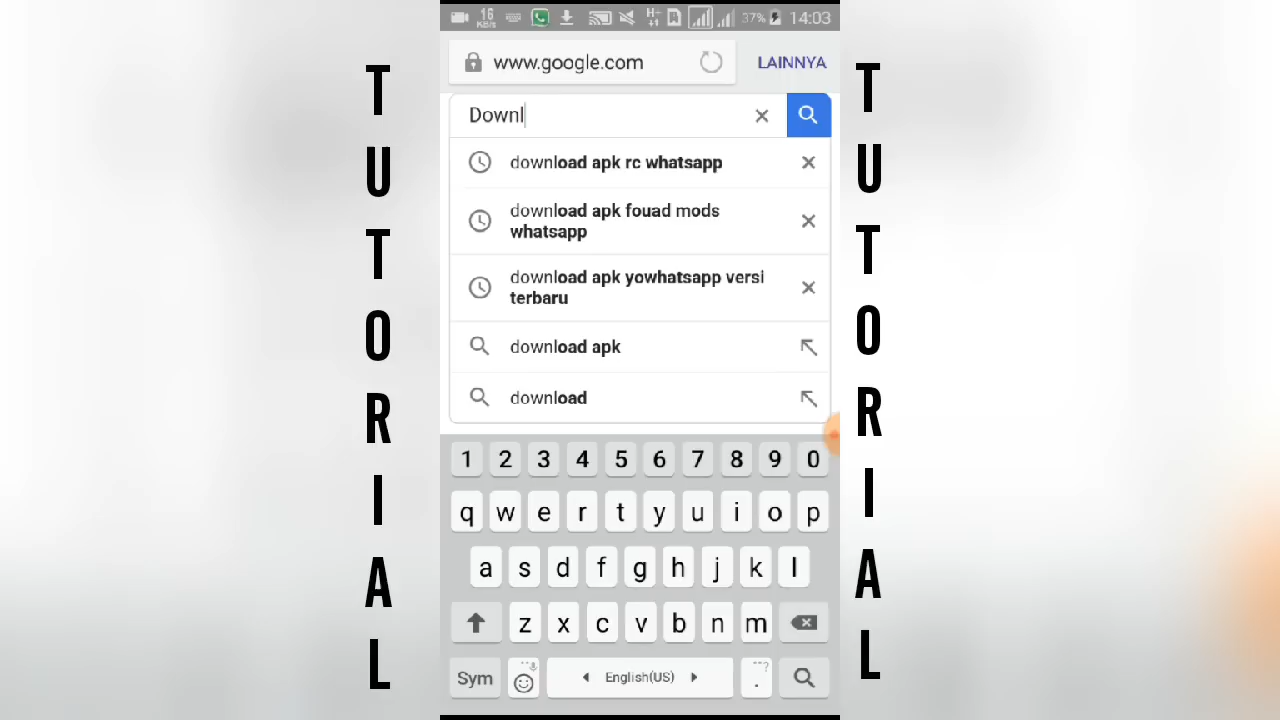 TUTORIAL
16
KB/s
H+
+1
37%
14:03
www.google.com
LAINNYA
Downl
download apk rc whatsapp
download apk fouad mods
whatsapp
download apk yowhatsapp versi
terbaru
download apk
download
1 2 3 4 5 6 7 8 9 0
q w e r t y u i o p
a s d f g h j k l
z x c v b n m
Sym
English(US)
.
TUTORIAL